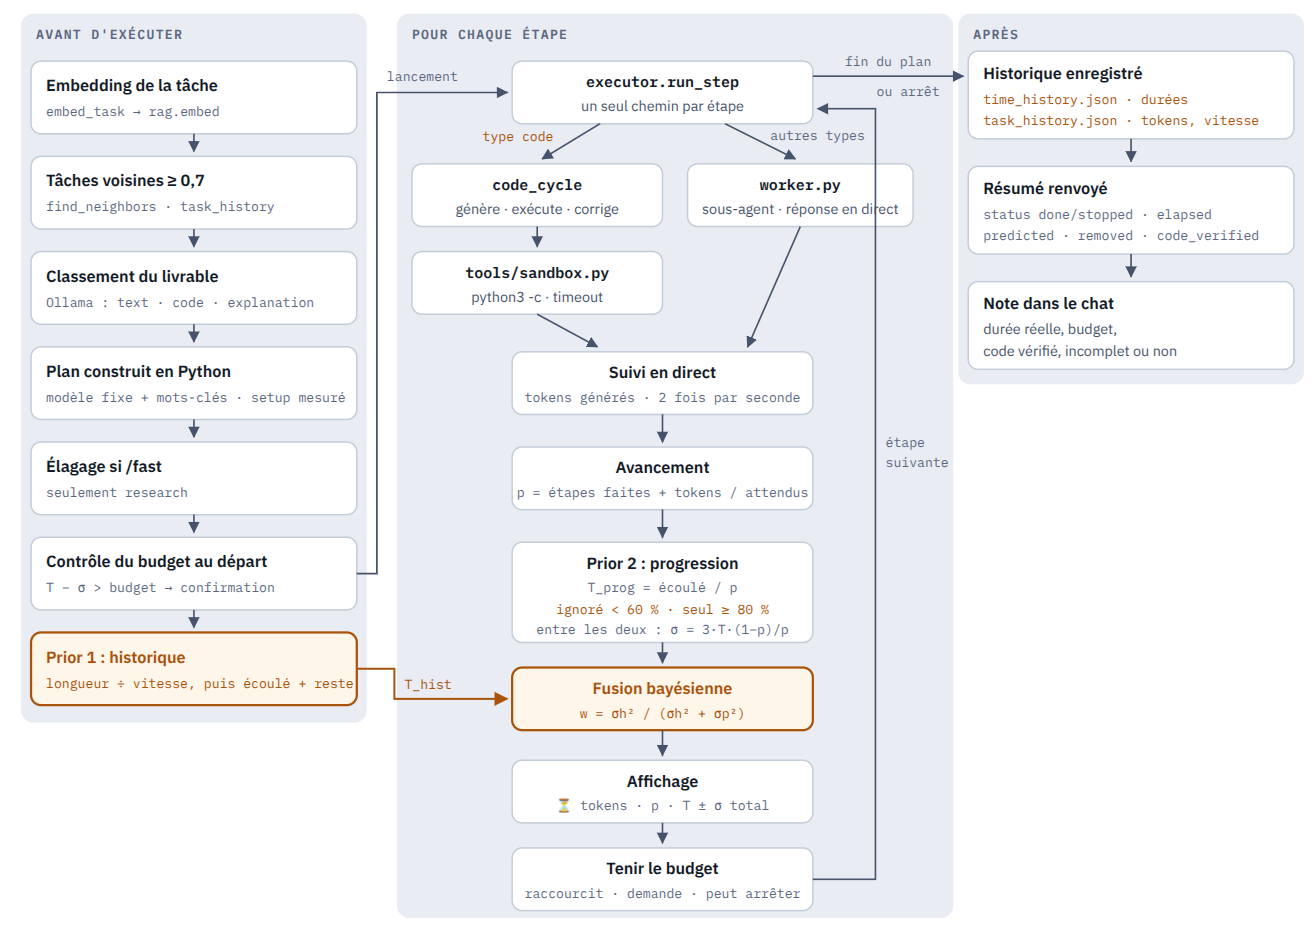 AVANT D'EXÉCUTER
Embedding de la tâche
embed_task → rag.embed
Tâches voisines ≥ 0,7
find_neighbors · task_history
Classement du livrable
Ollama : text · code · explanation
Plan construit en Python
modèle fixe + mots-clés · setup mesuré
Élagage si /fast
seulement research
Contrôle du budget au départ
T − σ > budget → confirmation
Prior 1 : historique
longueur ÷ vitesse, puis écoulé + reste
POUR CHAQUE ÉTAPE
lancement
executor.run_step
un seul chemin par étape
type code
autres types
code_cycle
génère · exécute · corrige
worker.py
sous-agent · réponse en direct
tools/sandbox.py
python3 -c · timeout
Suivi en direct
tokens générés · 2 fois par seconde
Avancement
p = étapes faites + tokens / attendus
Prior 2 : progression
T_prog = écoulé / p
ignoré < 60 % · seul ≥ 80 %
entre les deux : σ = 3·T·(1−p)/p
T_hist
Fusion bayésienne
w = σh² / (σh² + σp²)
Affichage
⏳ tokens · p · T ± σ total
Tenir le budget
raccourcit · demande · peut arrêter
étape
suivante
fin du plan
ou arrêt
APRÈS
Historique enregistré
time_history.json · durées
task_history.json · tokens, vitesse
Résumé renvoyé
status done/stopped · elapsed
predicted · removed · code_verified
Note dans le chat
durée réelle, budget,
code vérifié, incomplet ou non